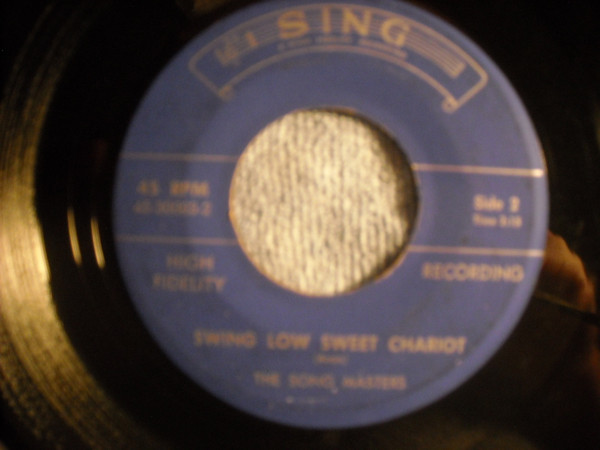 SING
45 RPM
Side 2
HIGH
FIDELITY
RECORDING
SWING LOW SWEET CHARIOT
THE SONG MASTERS